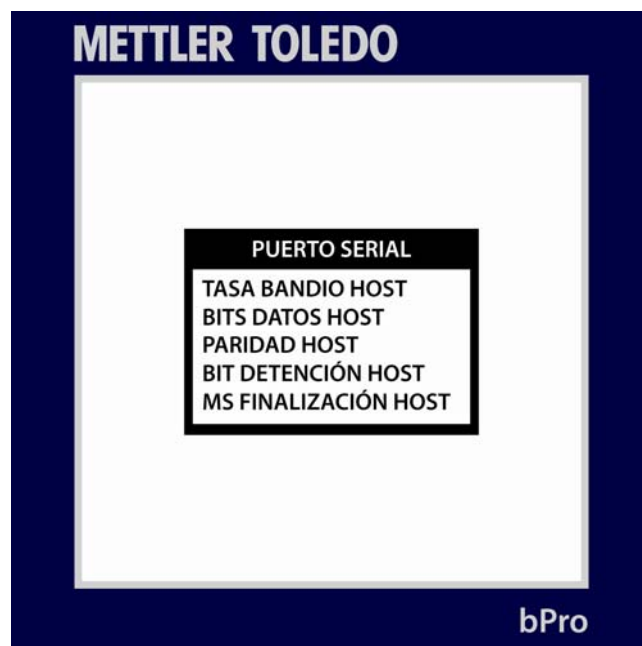 METTLER TOLEDO
PUERTO SERIAL
TASA BANDIO HOST
BITS DATOS HOST
PARIDAD HOST
BIT DETENCIÓN HOST
MS FINALIZACIÓN HOST
bPro